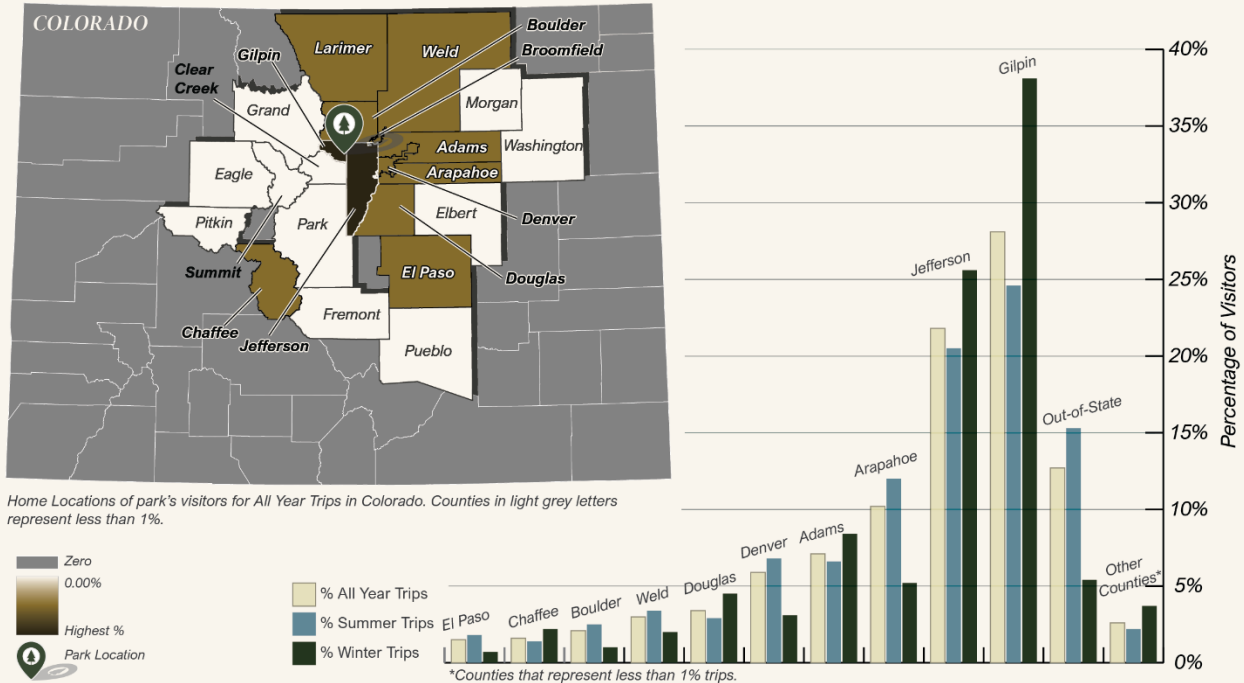 COLORADO
Boulder
Broomfield
Gilpin
Larimer
Weld
Clear
Creek
Grand
Morgan
Adams
Washington
Arapahoe
Eagle
Denver
Elbert
Pitkin
Park
Summit
El Paso
Douglas
Chaffee
Fremont
Jefferson
Pueblo
Home Locations of park's visitors for All Year Trips in Colorado. Counties in light grey letters
represent less than 1%.
Zero
0.00%
Highest %
Park Location
% All Year Trips
% Summer Trips
% Winter Trips
El Paso
Chaffee
Boulder
Weld
Douglas
Denver
Adams
Arapahoe
Jefferson
Gilpin
Out-of-State
Other
Counties*
40%
35%
30%
25%
20%
15%
10%
5%
0%
Percentage of Visitors
*Counties that represent less than 1% trips.